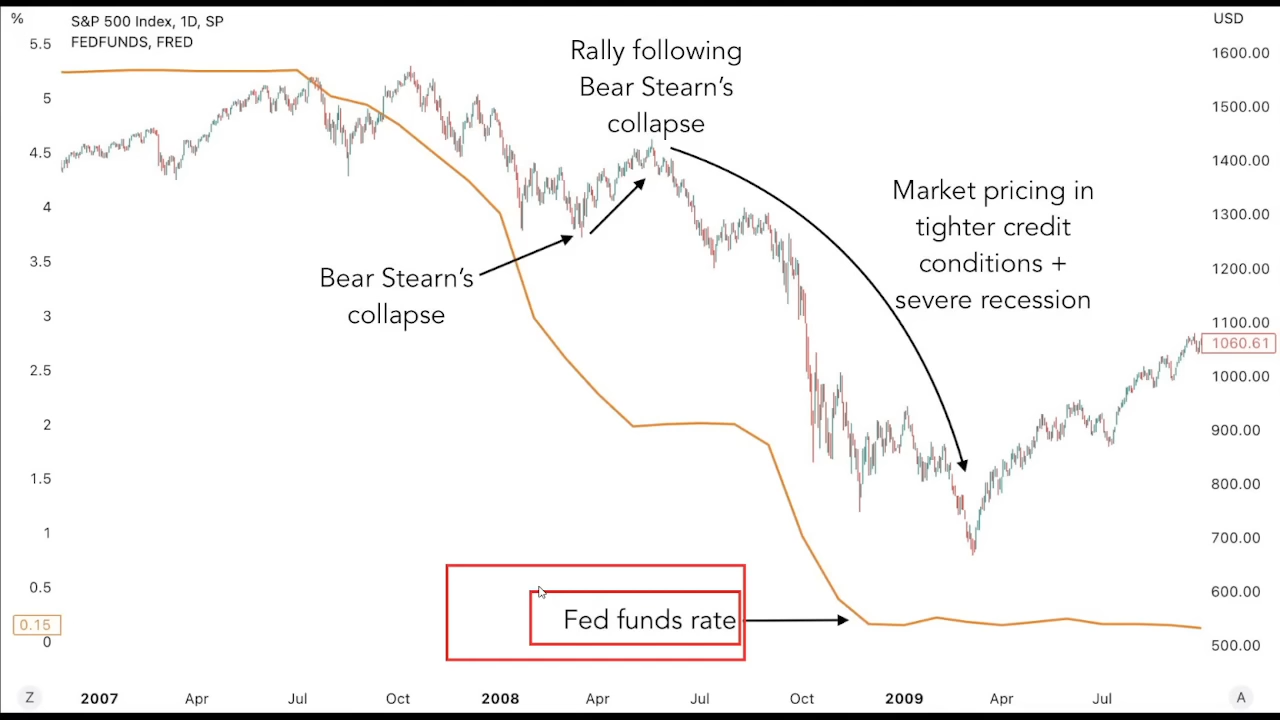 %
S&P 500 Index, 1D, SP
FEDFUNDS, FRED
USD
5.5
5
4.5
4
3.5
3
2.5
2
1.5
1
0.5
0.15
0
Rally following
Bear Stearn's
collapse
Bear Stearn's
collapse
Market pricing in
tighter credit
conditions +
severe recession
Fed funds rate
1600.00
1500.00
1400.00
1300.00
1200.00
1100.00
1060.61
1000.00
900.00
800.00
700.00
600.00
500.00
Z 2007 Apr Jul Oct 2008 Apr Jul Oct 2009 Apr Jul A